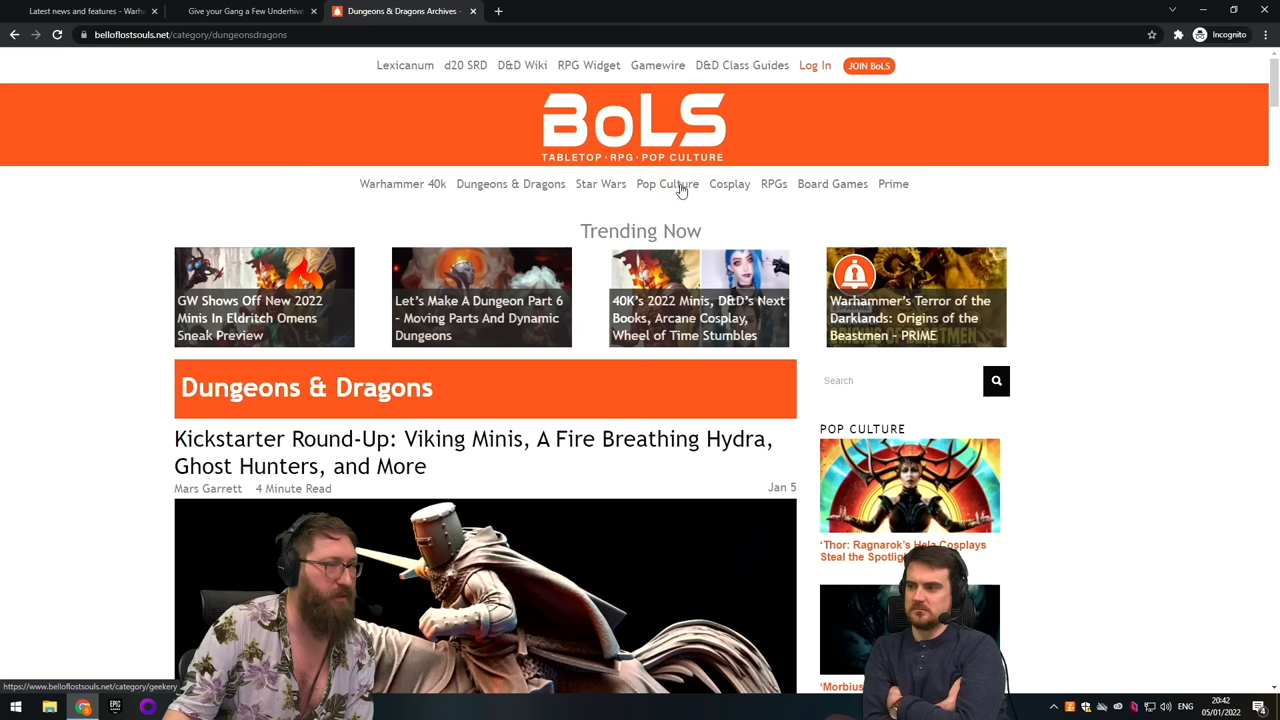 Latest news and features - Warh
Give your Gang a Few Underhive
Dungeons & Dragons Archives -
belloflostsouls.net/category/dungeonsdragons
Incognito
Lexicanum d20 SRD D&D Wiki RPG Widget Gamewire D&D Class Guides Log In JOIN BoLS
BoLS
TABLETOP · RPG · POP CULTURE
Warhammer 40k Dungeons & Dragons Star Wars Pop Culture Cosplay RPGs Board Games Prime
Trending Now
GW Shows Off New 2022
Minis In Eldritch Omens
Sneak Preview
Let's Make A Dungeon Part 6
– Moving Parts And Dynamic
Dungeons
40K's 2022 Minis, D&D's Next
Books, Arcane Cosplay,
Wheel of Time Stumbles
Warhammer's Terror of the
Darklands: Origins of the
Beastmen – PRIME
Dungeons & Dragons
Search
Kickstarter Round-Up: Viking Minis, A Fire Breathing Hydra,
Ghost Hunters, and More
Mars Garrett 4 Minute Read Jan 5
POP CULTURE
'Thor: Ragnarok's Hela Cosplays
Steal the Spotlig
'Morbius
https://www.belloflostsouls.net/category/geekery
EPIC
ENG
20:42
05/01/2022